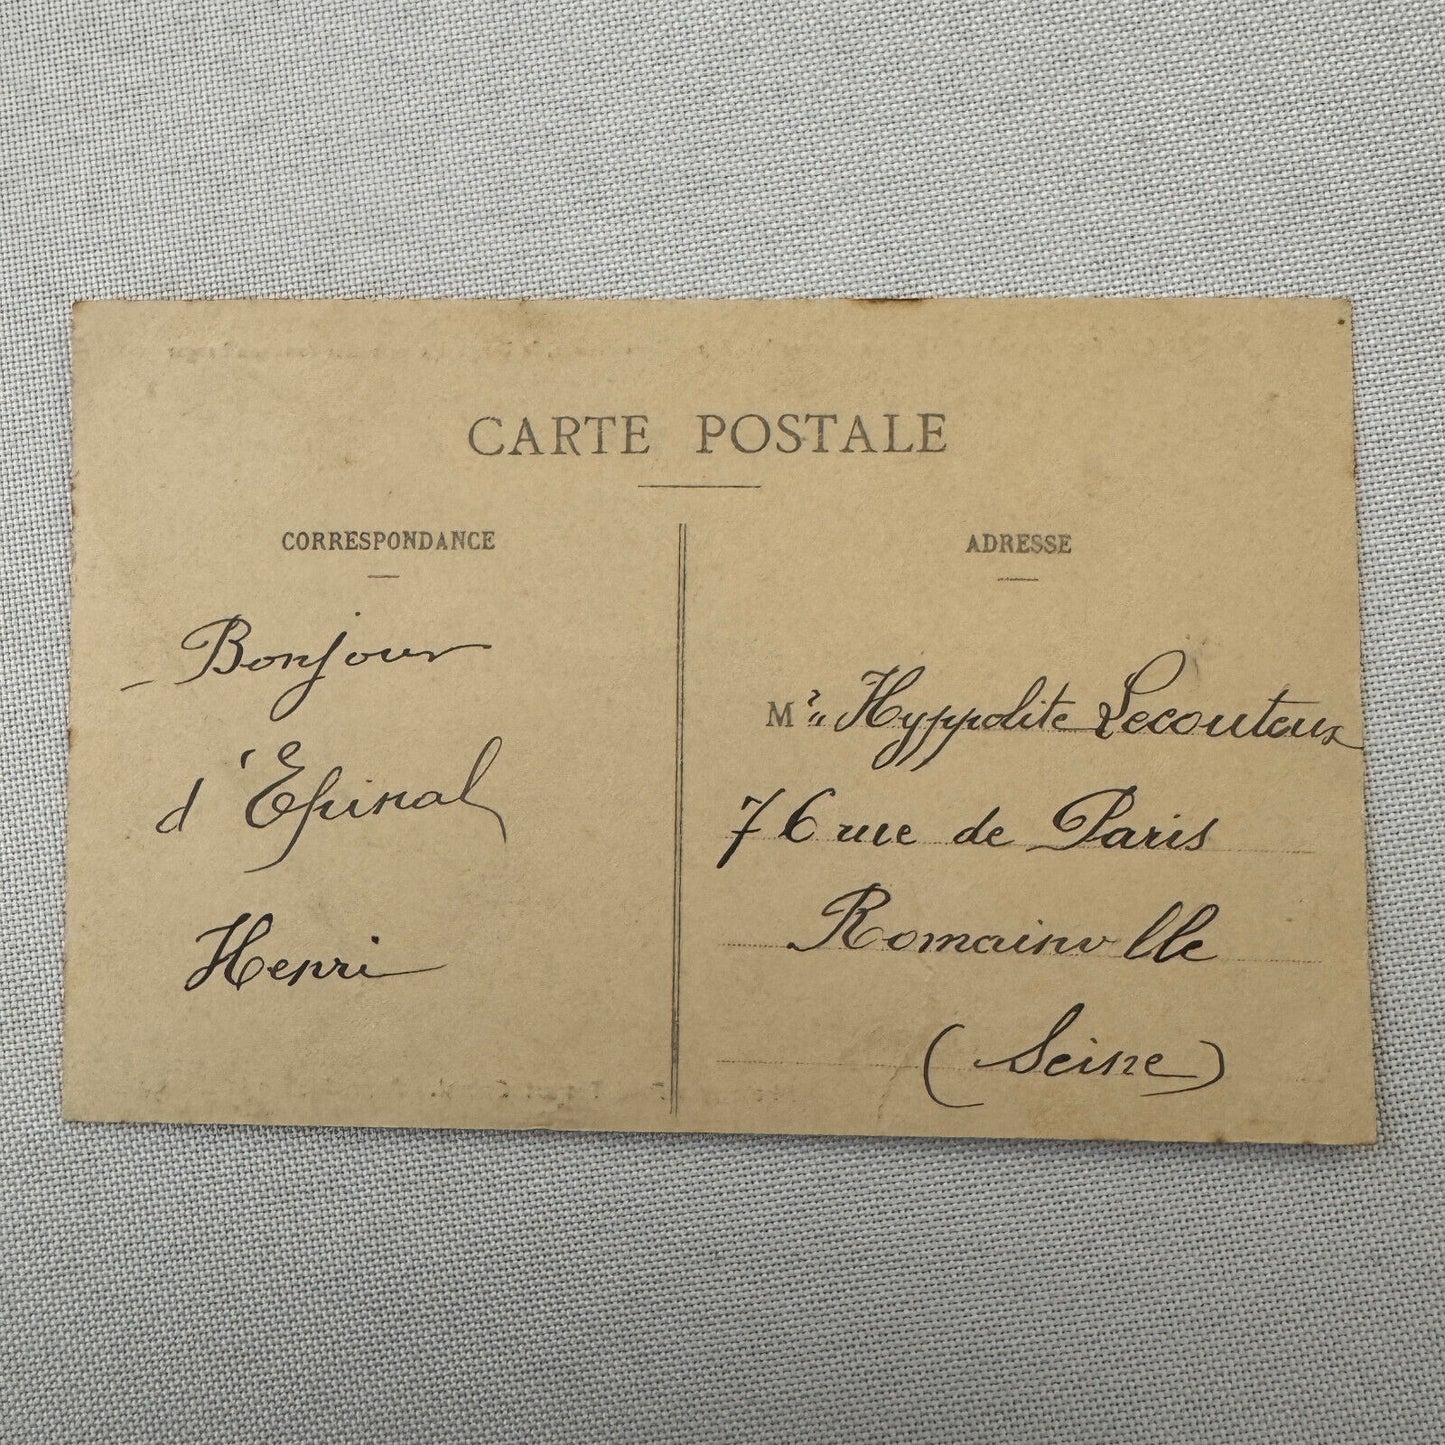 CARTE POSTALE
CORRESPONDANCE
ADRESSE
Bonjour
d'Epinal
Henri
Mr Hyppolite Lecouteux
76 rue de Paris
Romainville
(Seine)